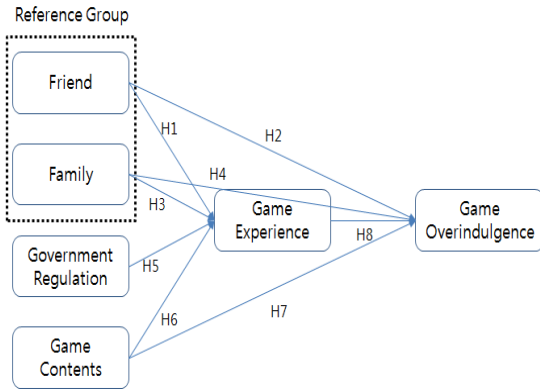 Reference Group
Friend
H1
H2
Family
H4
H3
Game
Experience
Game
Overindulgence
H8
Government
Regulation
H5
H6
H7
Game
Contents